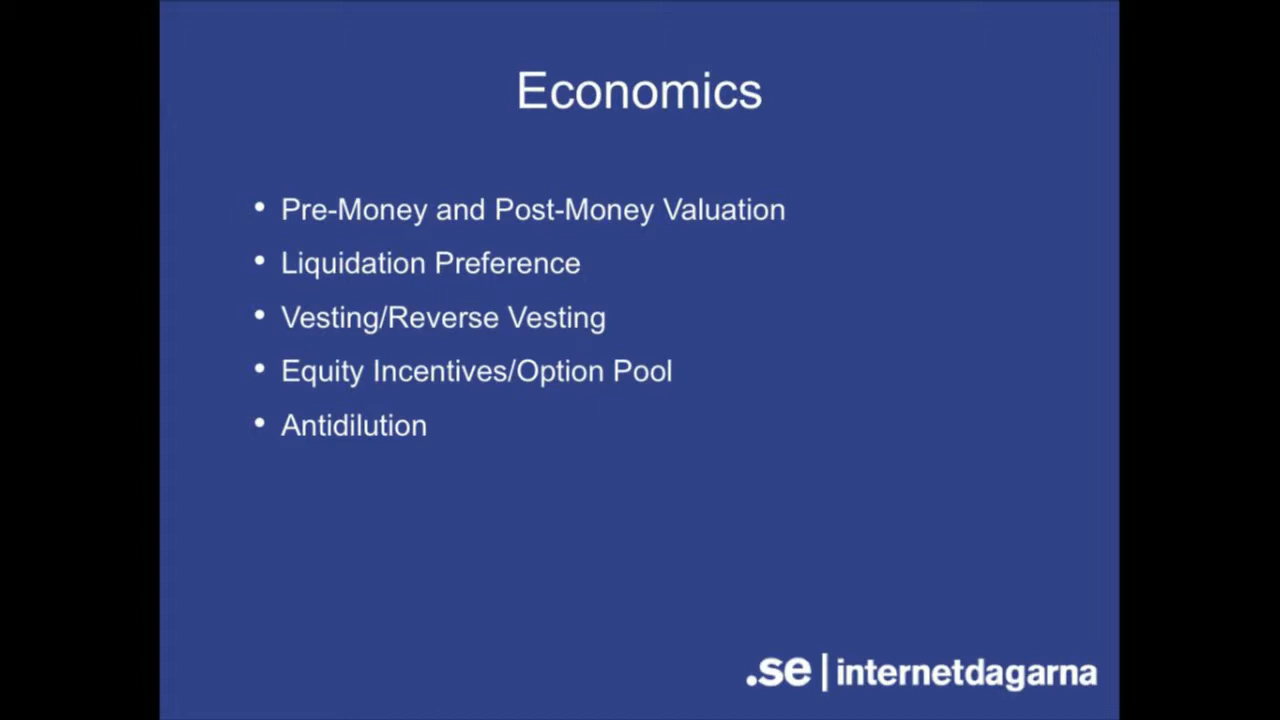 Economics
• Pre-Money and Post-Money Valuation
• Liquidation Preference
• Vesting/Reverse Vesting
• Equity Incentives/Option Pool
• Antidilution
.se | internetdagarna